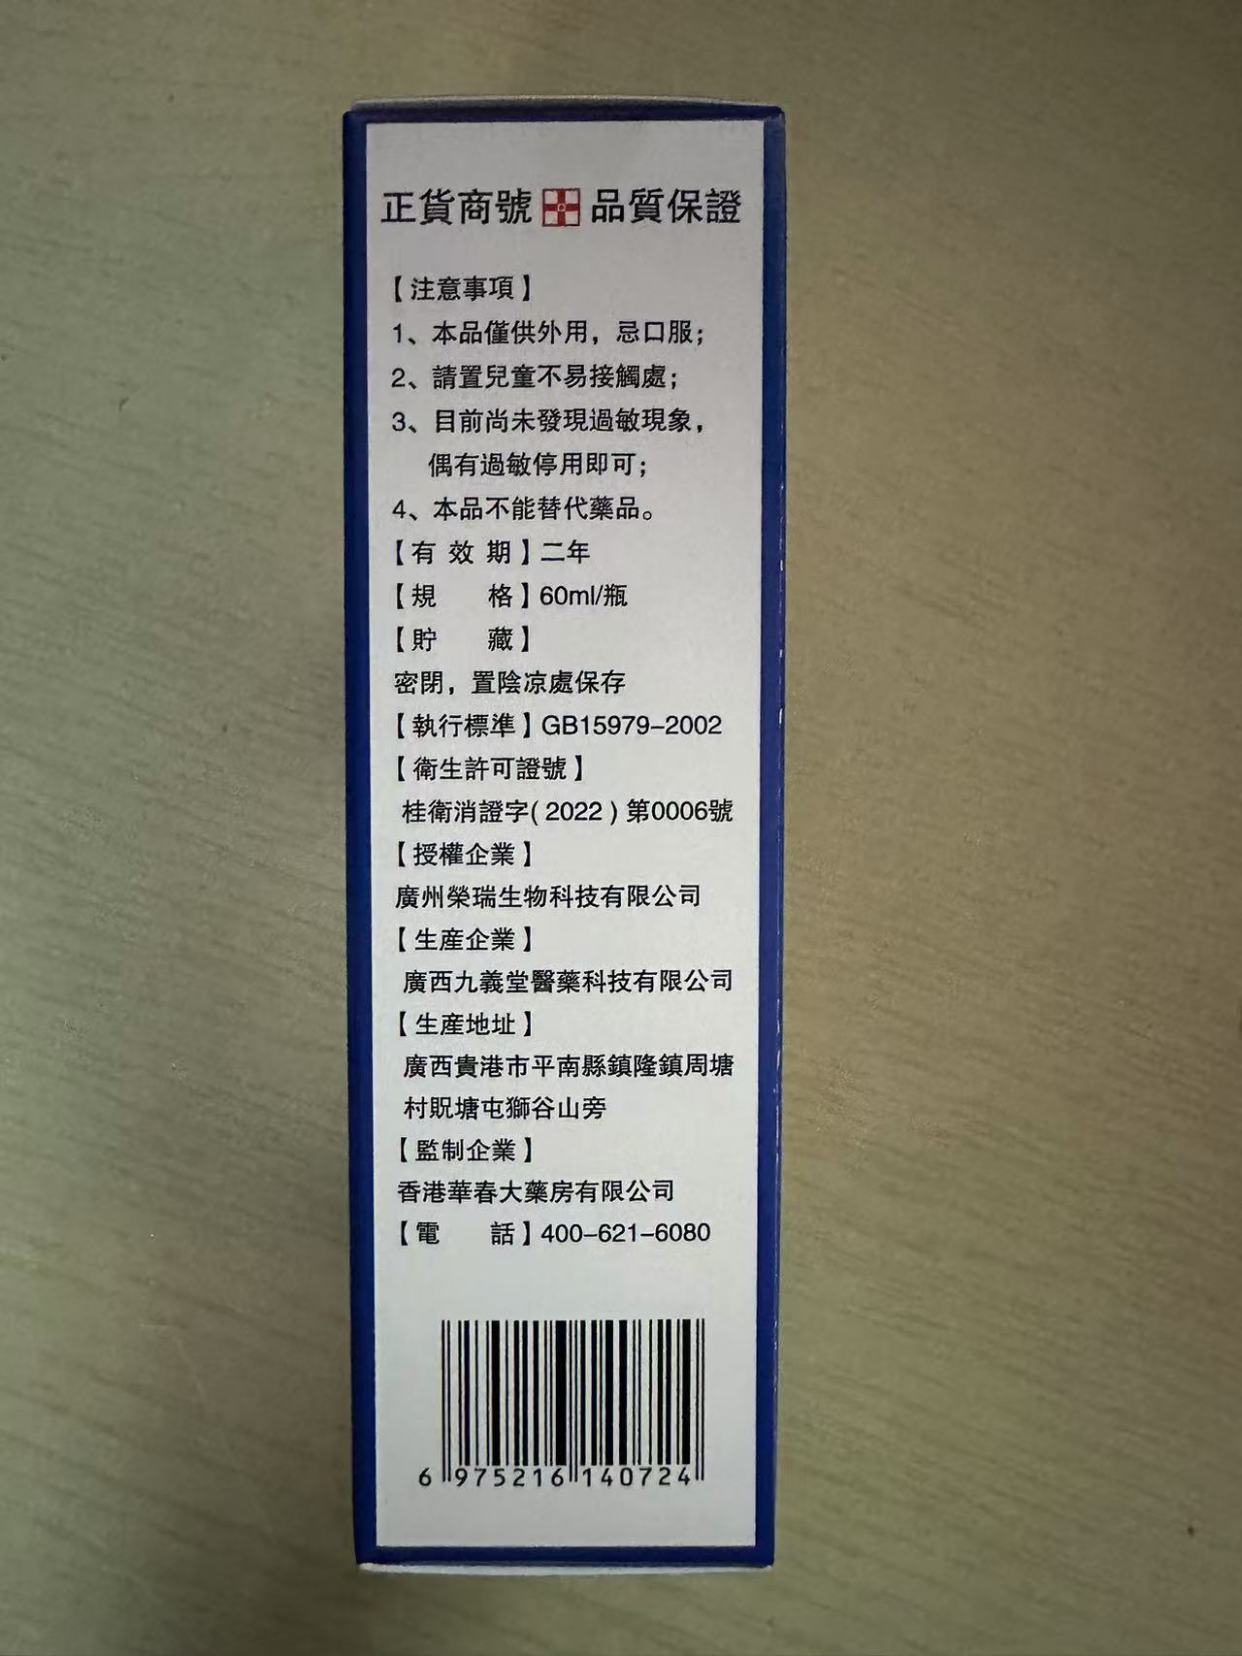 正貨商號 品質保證
【注意事項】
1、本品僅供外用，忌口服；
2、請置兒童不易接觸處；
3、目前尚未發現過敏現象，
偶有過敏停用即可；
4、本品不能替代藥品。
【有效期】二年
【規格】60ml/瓶
【貯藏】
密閉，置陰凉處保存
【執行標準】GB15979-2002
【衛生許可證號】
桂衛消證字(2022)第0006號
【授權企業】
廣州榮瑞生物科技有限公司
【生産企業】
廣西九義堂醫藥科技有限公司
【生産地址】
廣西貴港市平南縣鎮隆鎮周塘
村貺塘屯獅谷山旁
【監制企業】
香港華春大藥房有限公司
【電話】400-621-6080
6 975216 140724